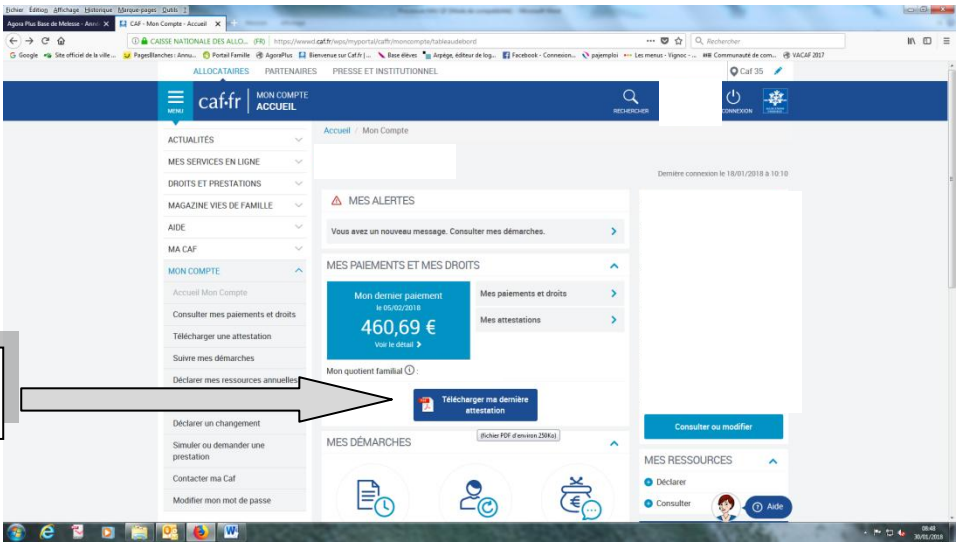 Fichier Édition Affichage Historique Marque-pages Outils ?
Agora Plus Base de Melesse - Annu
CAF - Mon Compte - Accueil
CAISSE NATIONALE DES ALLO... (FR)
https://wwwd.caf.fr/wps/myportal/caffr/moncompte/tableaudebord
Rechercher
Google
Site officiel de la ville...
PagesBlanches : Annu...
Portail Famille
AgoraPlus
Bienvenue sur Caf.fr |...
Base élèves
Arpège, éditeur de log...
Facebook - Connexion...
pajemploi
Les menus - Vignoc - ...
Communauté de com...
VACAF 2017
ALLOCATAIRES PARTENAIRES PRESSE ET INSTITUTIONNEL
Caf 35
MENU
caf.fr
MON COMPTE
ACCUEIL
RECHERCHER
CONNEXION
ACTUALITÉS
MES SERVICES EN LIGNE
DROITS ET PRESTATIONS
MAGAZINE VIES DE FAMILLE
AIDE
MA CAF
MON COMPTE
Accueil Mon Compte
Consulter mes paiements et droits
Télécharger une attestation
Suivre mes démarches
Déclarer mes ressources annuelles
Déclarer un changement
Simuler ou demander une
prestation
Contacter ma Caf
Modifier mon mot de passe
Accueil / Mon Compte
Dernière connexion le 18/01/2018 à 10:10
MES ALERTES
Vous avez un nouveau message. Consulter mes démarches.
MES PAIEMENTS ET MES DROITS
Mon dernier paiement
le 05/02/2018
460,69 €
Voir le détail
Mes paiements et droits
Mes attestations
Mon quotient familial :
Télécharger ma dernière
attestation
(fichier PDF d'environ 250Ko)
MES DÉMARCHES
Consulter ou modifier
MES RESSOURCES
Déclarer
Consulter
Aide
08:48
30/01/2018